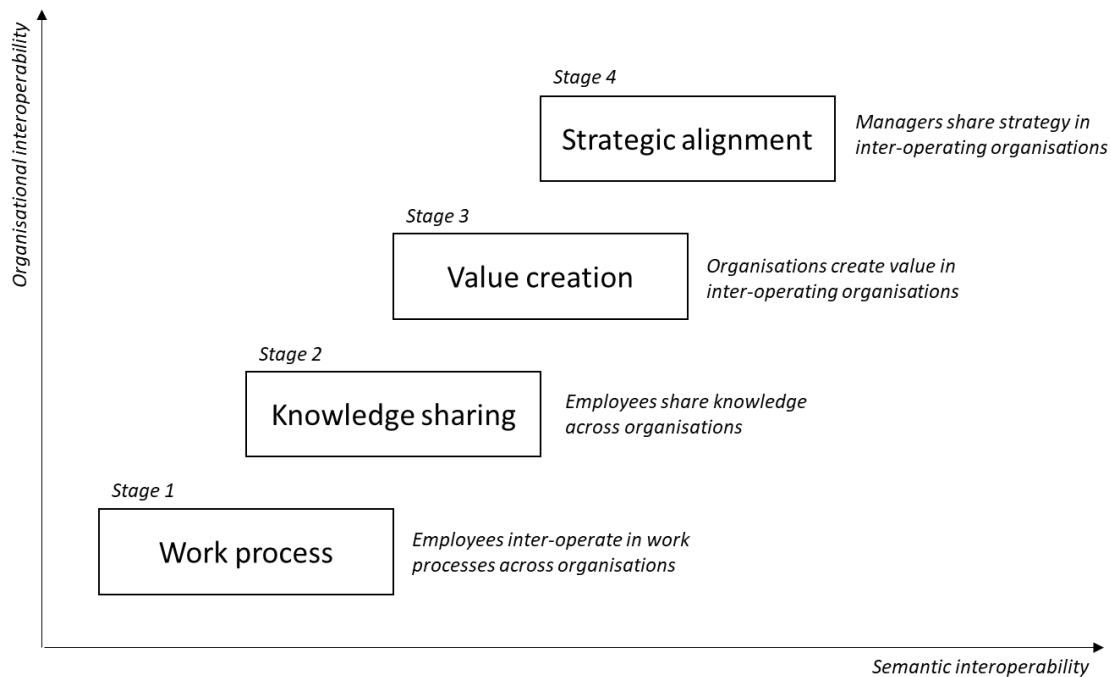 Organisational interoperability
Stage 4
Strategic alignment
Managers share strategy in
inter-operating organisations
Stage 3
Value creation
Organisations create value in
inter-operating organisations
Stage 2
Knowledge sharing
Employees share knowledge
across organisations
Stage 1
Work process
Employees inter-operate in work
processes across organisations
Semantic interoperability